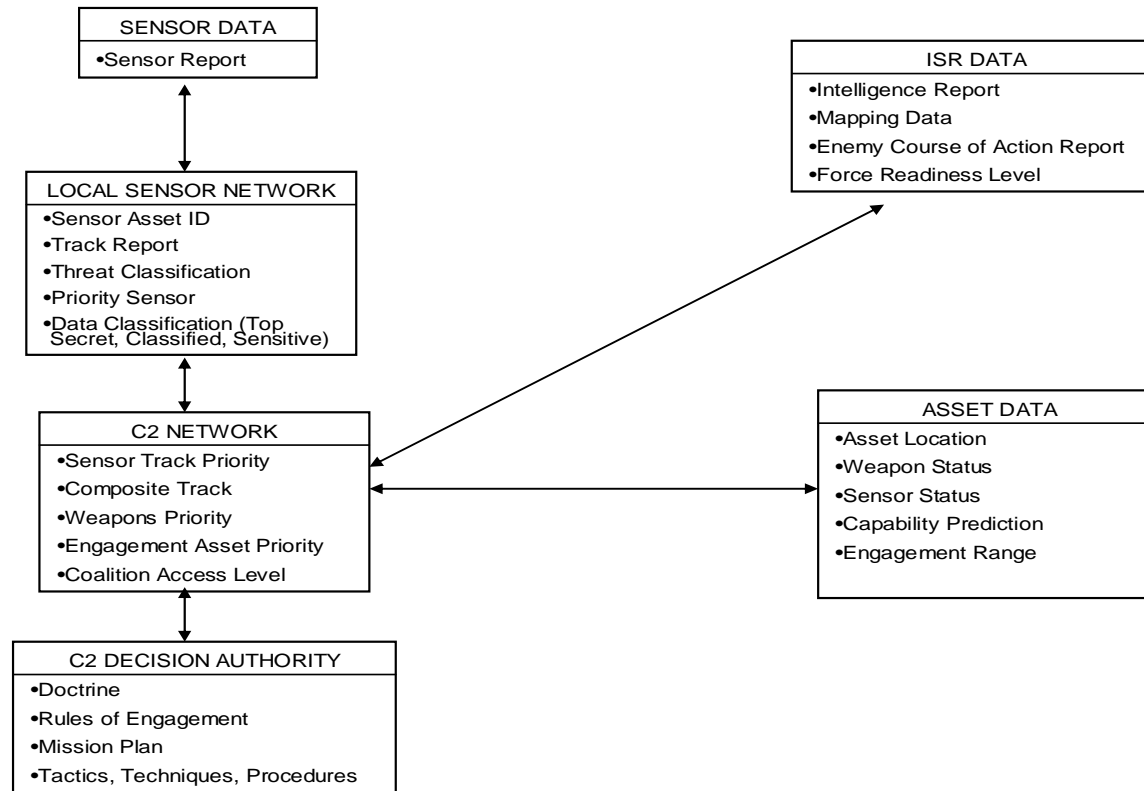 SENSOR DATA
•Sensor Report
ISR DATA
•Intelligence Report
•Mapping Data
•Enemy Course of Action Report
•Force Readiness Level
LOCAL SENSOR NETWORK
•Sensor Asset ID
•Track Report
•Threat Classification
•Priority Sensor
•Data Classification (Top
Secret, Classified, Sensitive)
C2 NETWORK
•Sensor Track Priority
•Composite Track
•Weapons Priority
•Engagement Asset Priority
•Coalition Access Level
ASSET DATA
•Asset Location
•Weapon Status
•Sensor Status
•Capability Prediction
•Engagement Range
C2 DECISION AUTHORITY
•Doctrine
•Rules of Engagement
•Mission Plan
•Tactics, Techniques, Procedures